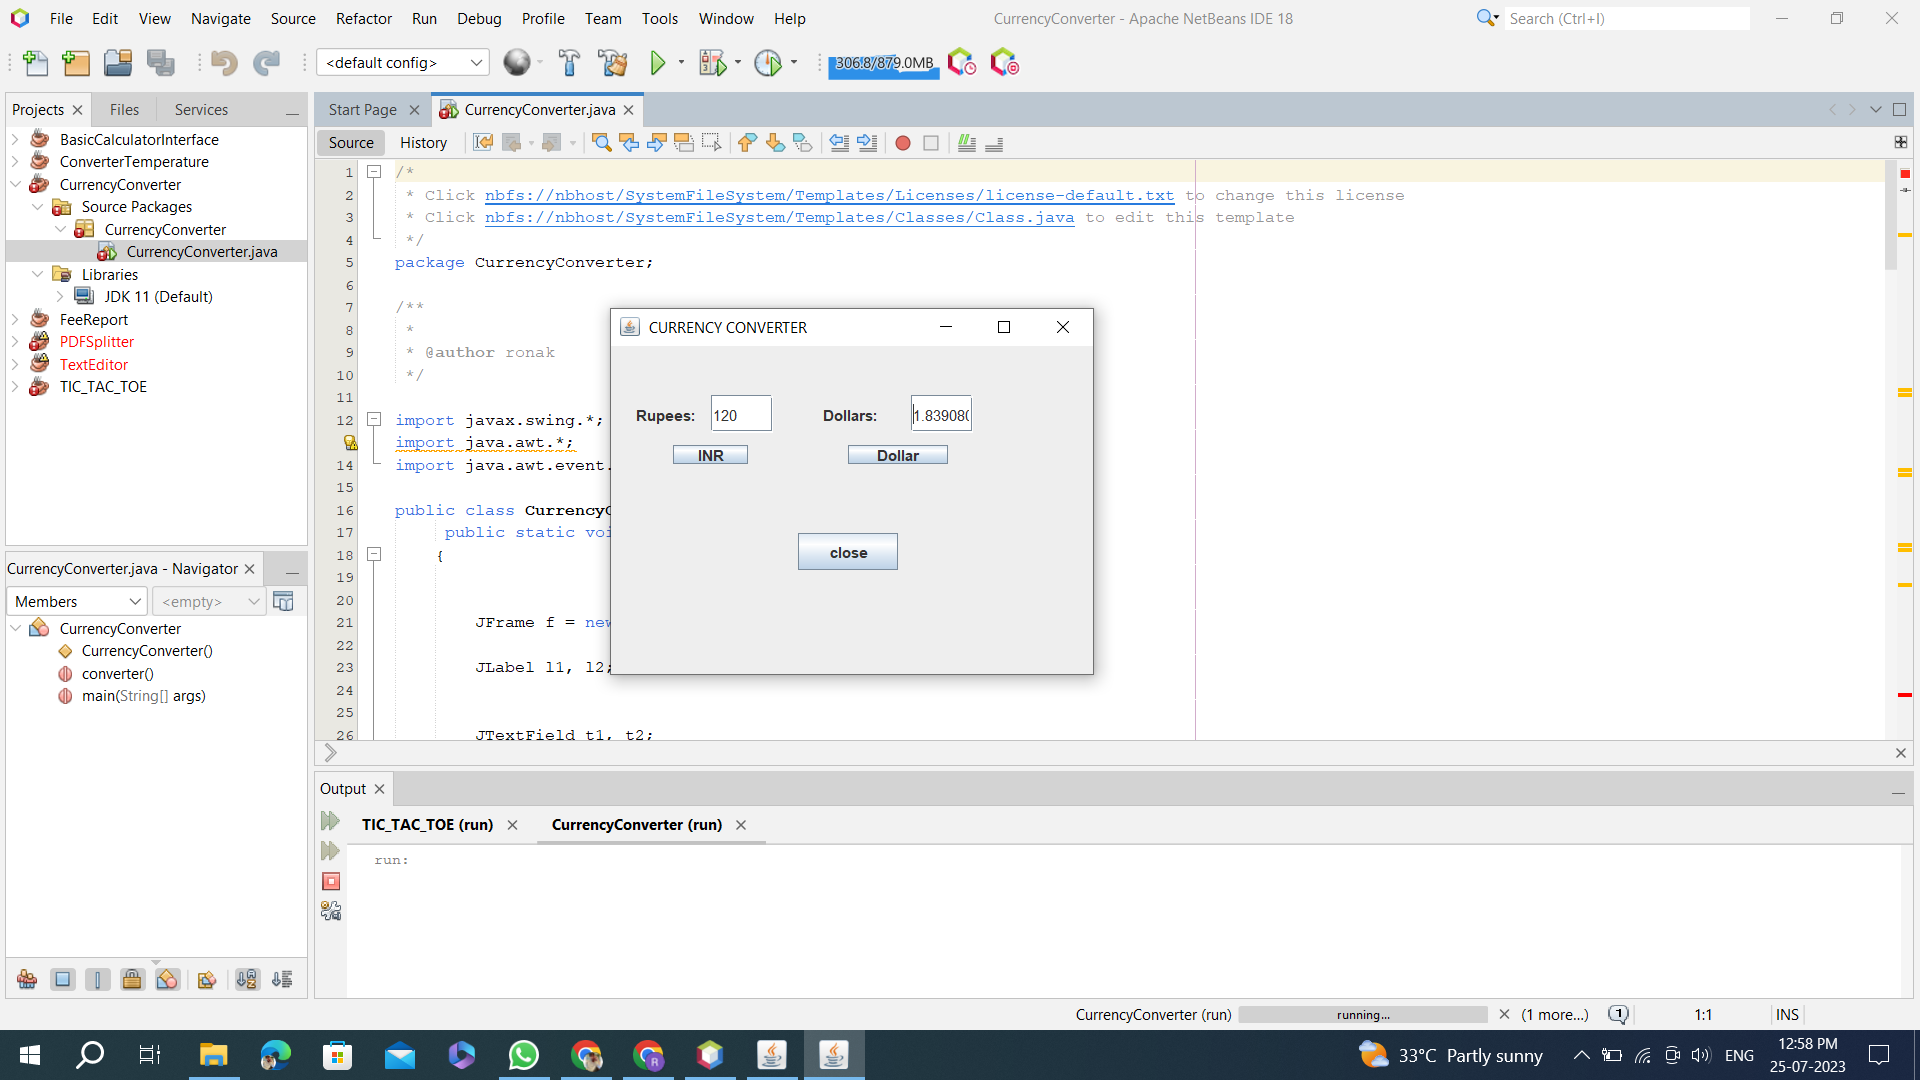 File Edit View Navigate Source Refactor Run Debug Profile Team Tools Window Help
CurrencyConverter - Apache NetBeans IDE 18
Search (Ctrl+I)
<default config>
306.8/879.0MB
Projects
Files
Services
BasicCalculatorInterface
ConverterTemperature
CurrencyConverter
Source Packages
CurrencyConverter
CurrencyConverter.java
Libraries
JDK 11 (Default)
FeeReport
PDFSplitter
TextEditor
TIC_TAC_TOE
CurrencyConverter.java - Navigator
Members
<empty>
CurrencyConverter
CurrencyConverter()
converter()
main(String[] args)
Start Page
CurrencyConverter.java
Source
History
1 /*
2 * Click nbfs://nbhost/SystemFileSystem/Templates/Licenses/license-default.txt to change this license
3 * Click nbfs://nbhost/SystemFileSystem/Templates/Classes/Class.java to edit this template
4 */
5 package CurrencyConverter;
6
7 /**
8 *
9 * @author ronak
10 */
11
12 import javax.swing.*;
import java.awt.*;
14 import java.awt.event.
15
16 public class CurrencyC
17 public static voi
18 {
19
20
21 JFrame f = new
22
23 JLabel l1, l2;
24
25
26 JTextField t1, t2;
CURRENCY CONVERTER
Rupees: 120
Dollars: 1.839080
INR
Dollar
close
Output
TIC_TAC_TOE (run)
CurrencyConverter (run)
run:
CurrencyConverter (run)
running...
(1 more...)
1
1:1
INS
33°C Partly sunny
ENG
12:58 PM
25-07-2023